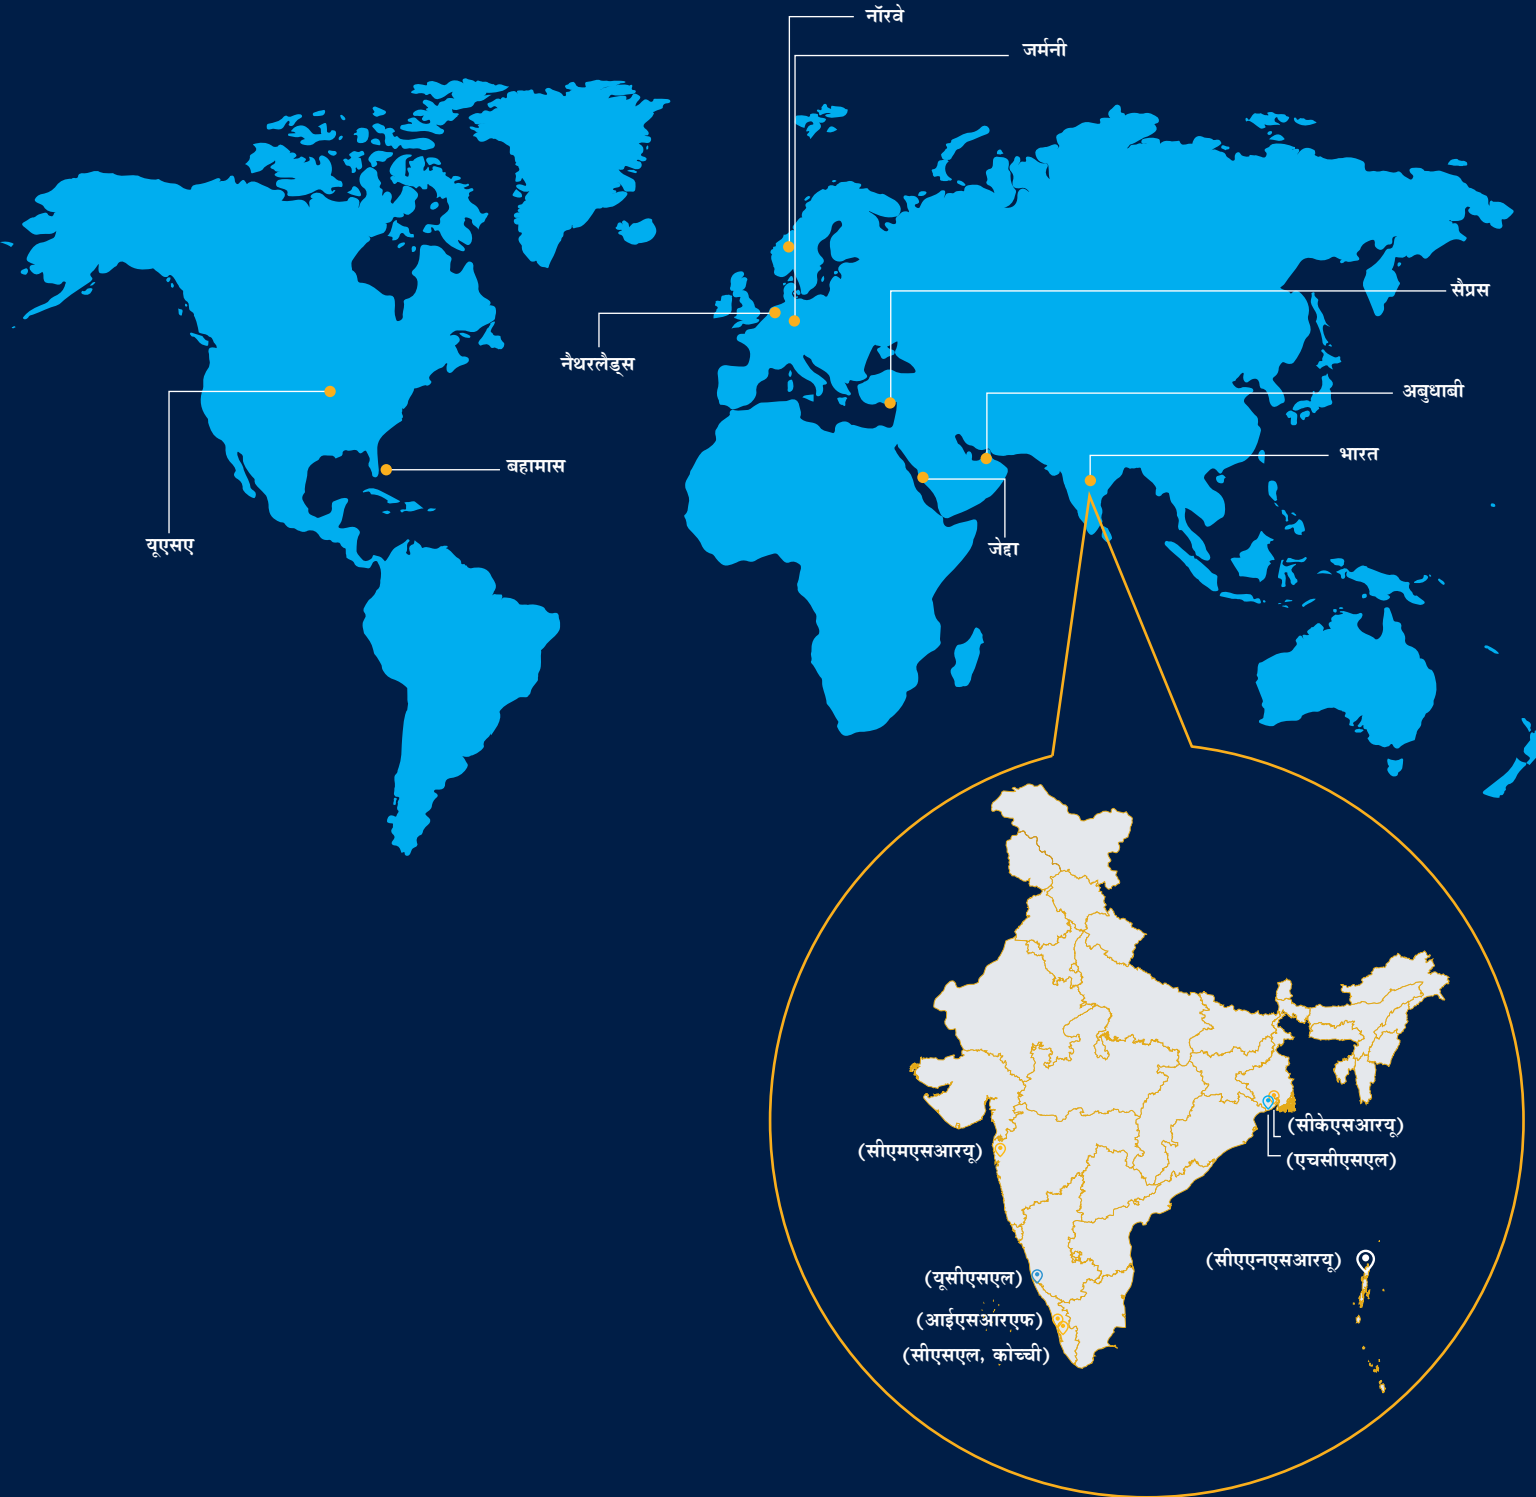 नॉरवे
जर्मनी
सैप्रस
नैथरलैड्स
अबुधाबी
भारत
बहामास
यूएसए
जेद्दा
(सीकेएसआरयू)
(सीएमएसआरयू)
(एचसीएसएल)
(सीएएनएसआरयू)
(यूसीएसएल)
(आईएसआरएफ)
(सीएसएल, कोच्ची)